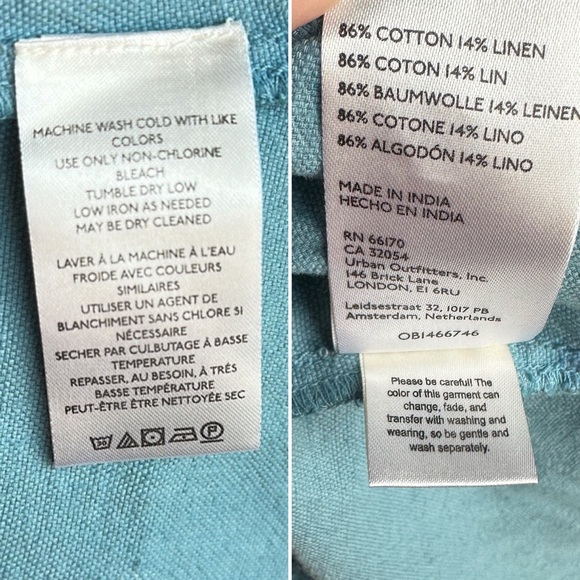 MACHINE WASH COLD WITH LIKE
COLORS
USE ONLY NON-CHLORINE
BLEACH
TUMBLE DRY LOW
LOW IRON AS NEEDED
MAY BE DRY CLEANED
LAVER À LA MACHINE À L'EAU
FROIDE AVEC COULEURS
SIMILAIRES
UTILISER UN AGENT DE
BLANCHIMENT SANS CHLORE SI
NÉCESSAIRE
SECHER PAR CULBUTAGE À BASSE
TEMPERATURE
REPASSER, AU BESOIN, À TRÈS
BASSE TEMPÉRATURE
PEUT-ÊTRE ÊTRE NETTOYÉE SEC
30 P
86% COTTON 14% LINEN
86% COTON 14% LIN
86% BAUMWOLLE 14% LEINEN
86% COTONE 14% LINO
86% ALGODÓN 14% LINO
MADE IN INDIA
HECHO EN INDIA
RN 66170
CA 32054
Urban Outfitters, Inc.
146 Brick Lane
LONDON, E1 6RU
Leidsestraat 32, 1017 PB
Amsterdam, Netherlands
OB1466746
Please be careful! The
color of this garment can
change, fade, and
transfer with washing and
wearing, so be gentle and
wash separately.